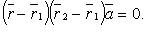 (r̅ − r̅₁)(r̅₂ − r̅₁)a̅ = 0.